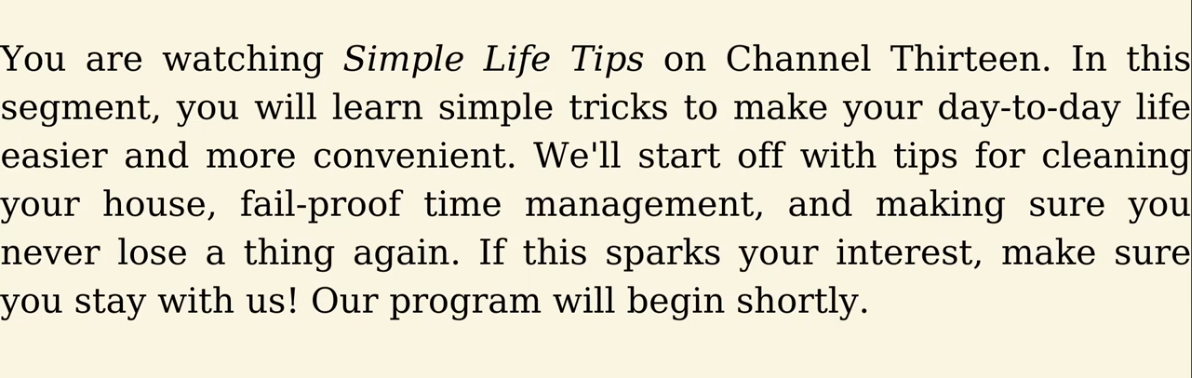 You are watching Simple Life Tips on Channel Thirteen. In this
segment, you will learn simple tricks to make your day-to-day life
easier and more convenient. We'll start off with tips for cleaning
your house, fail-proof time management, and making sure you
never lose a thing again. If this sparks your interest, make sure
you stay with us! Our program will begin shortly.